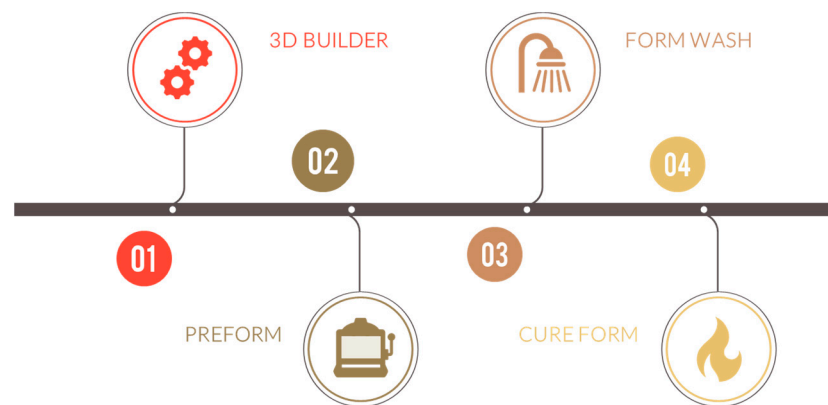 3D BUILDER
FORM WASH
02
04
01
03
PREFORM
CURE FORM